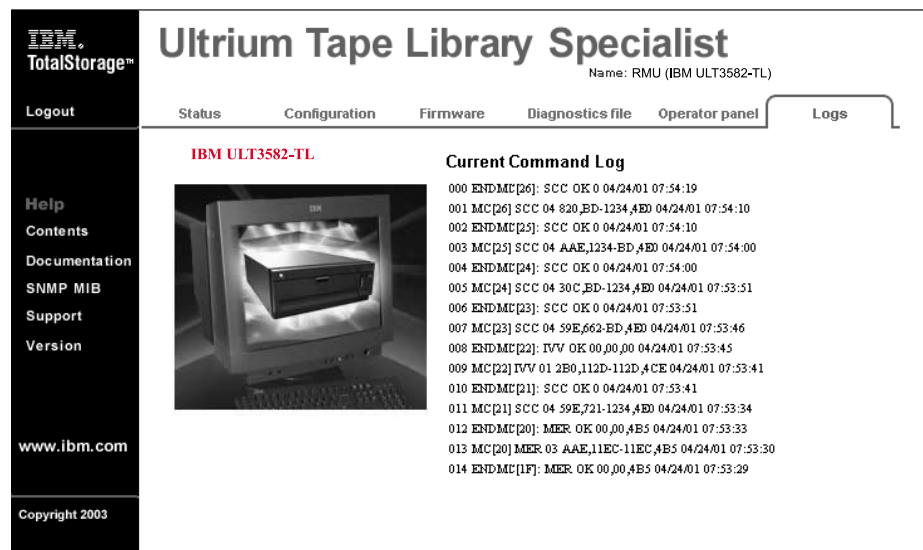 IBM.
TotalStorage™
Ultrium Tape Library Specialist
Name: RMU (IBM ULT3582-TL)
Logout
Status
Configuration
Firmware
Diagnostics file
Operator panel
Logs
IBM ULT3582-TL
Help
Contents
Documentation
SNMP MIB
Support
Version
www.ibm.com
Copyright 2003
IBM
Current Command Log
000 ENDMC[26]: SCC OK 0 04/24/01 07:54:19
001 MC[26] SCC 04 820,BD-1234,4E0 04/24/01 07:54:10
002 ENDMC[25]: SCC OK 0 04/24/01 07:54:10
003 MC[25] SCC 04 AAE,1234-BD,4E0 04/24/01 07:54:00
004 ENDMC[24]: SCC OK 0 04/24/01 07:54:00
005 MC[24] SCC 04 30C,BD-1234,4E0 04/24/01 07:53:51
006 ENDMC[23]: SCC OK 0 04/24/01 07:53:51
007 MC[23] SCC 04 59E,662-BD,4E0 04/24/01 07:53:46
008 ENDMC[22]: IVV OK 00,00,00 04/24/01 07:53:45
009 MC[22] IVV 01 2B0,112D-112D,4CE 04/24/01 07:53:41
010 ENDMC[21]: SCC OK 0 04/24/01 07:53:41
011 MC[21] SCC 04 59E,721-1234,4E0 04/24/01 07:53:34
012 ENDMC[20]: MER OK 00,00,4B5 04/24/01 07:53:33
013 MC[20] MER 03 AAE,11EC-11EC,4B5 04/24/01 07:53:30
014 ENDMC[1F]: MER OK 00,00,4B5 04/24/01 07:53:29